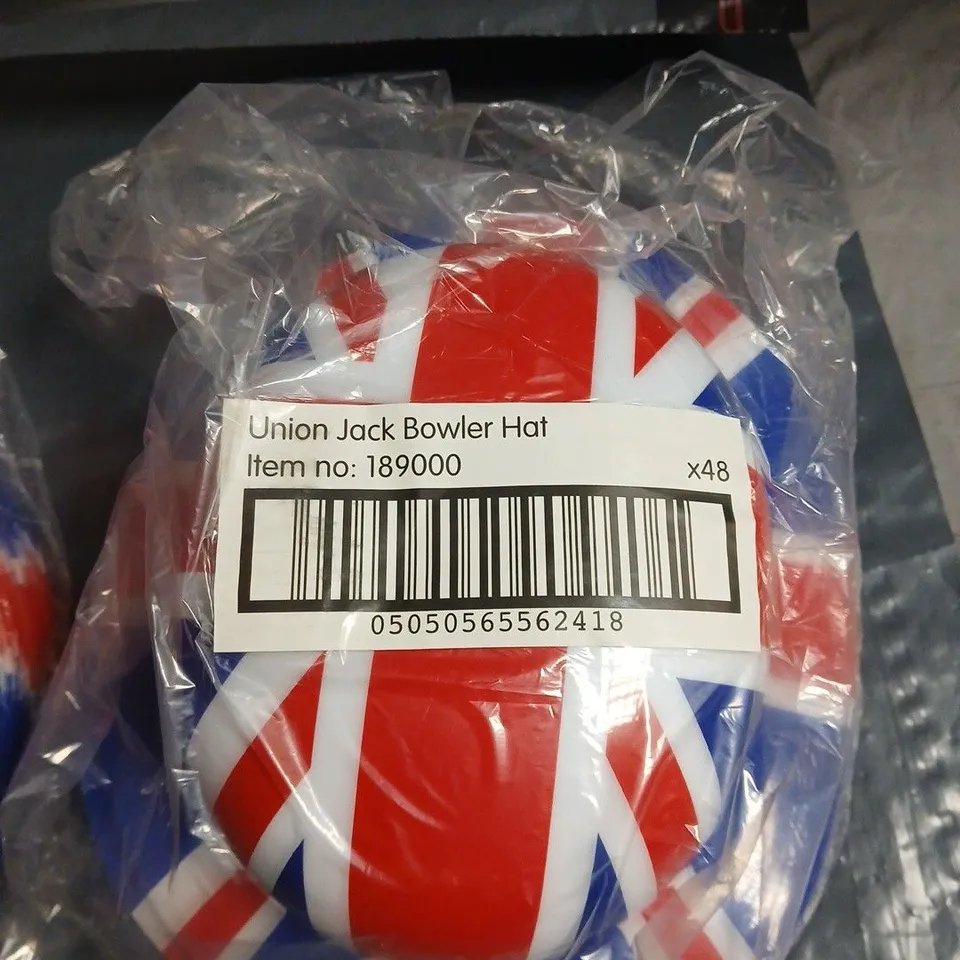 Union Jack Bowler Hat
Item no: 189000 x48
05050565562418